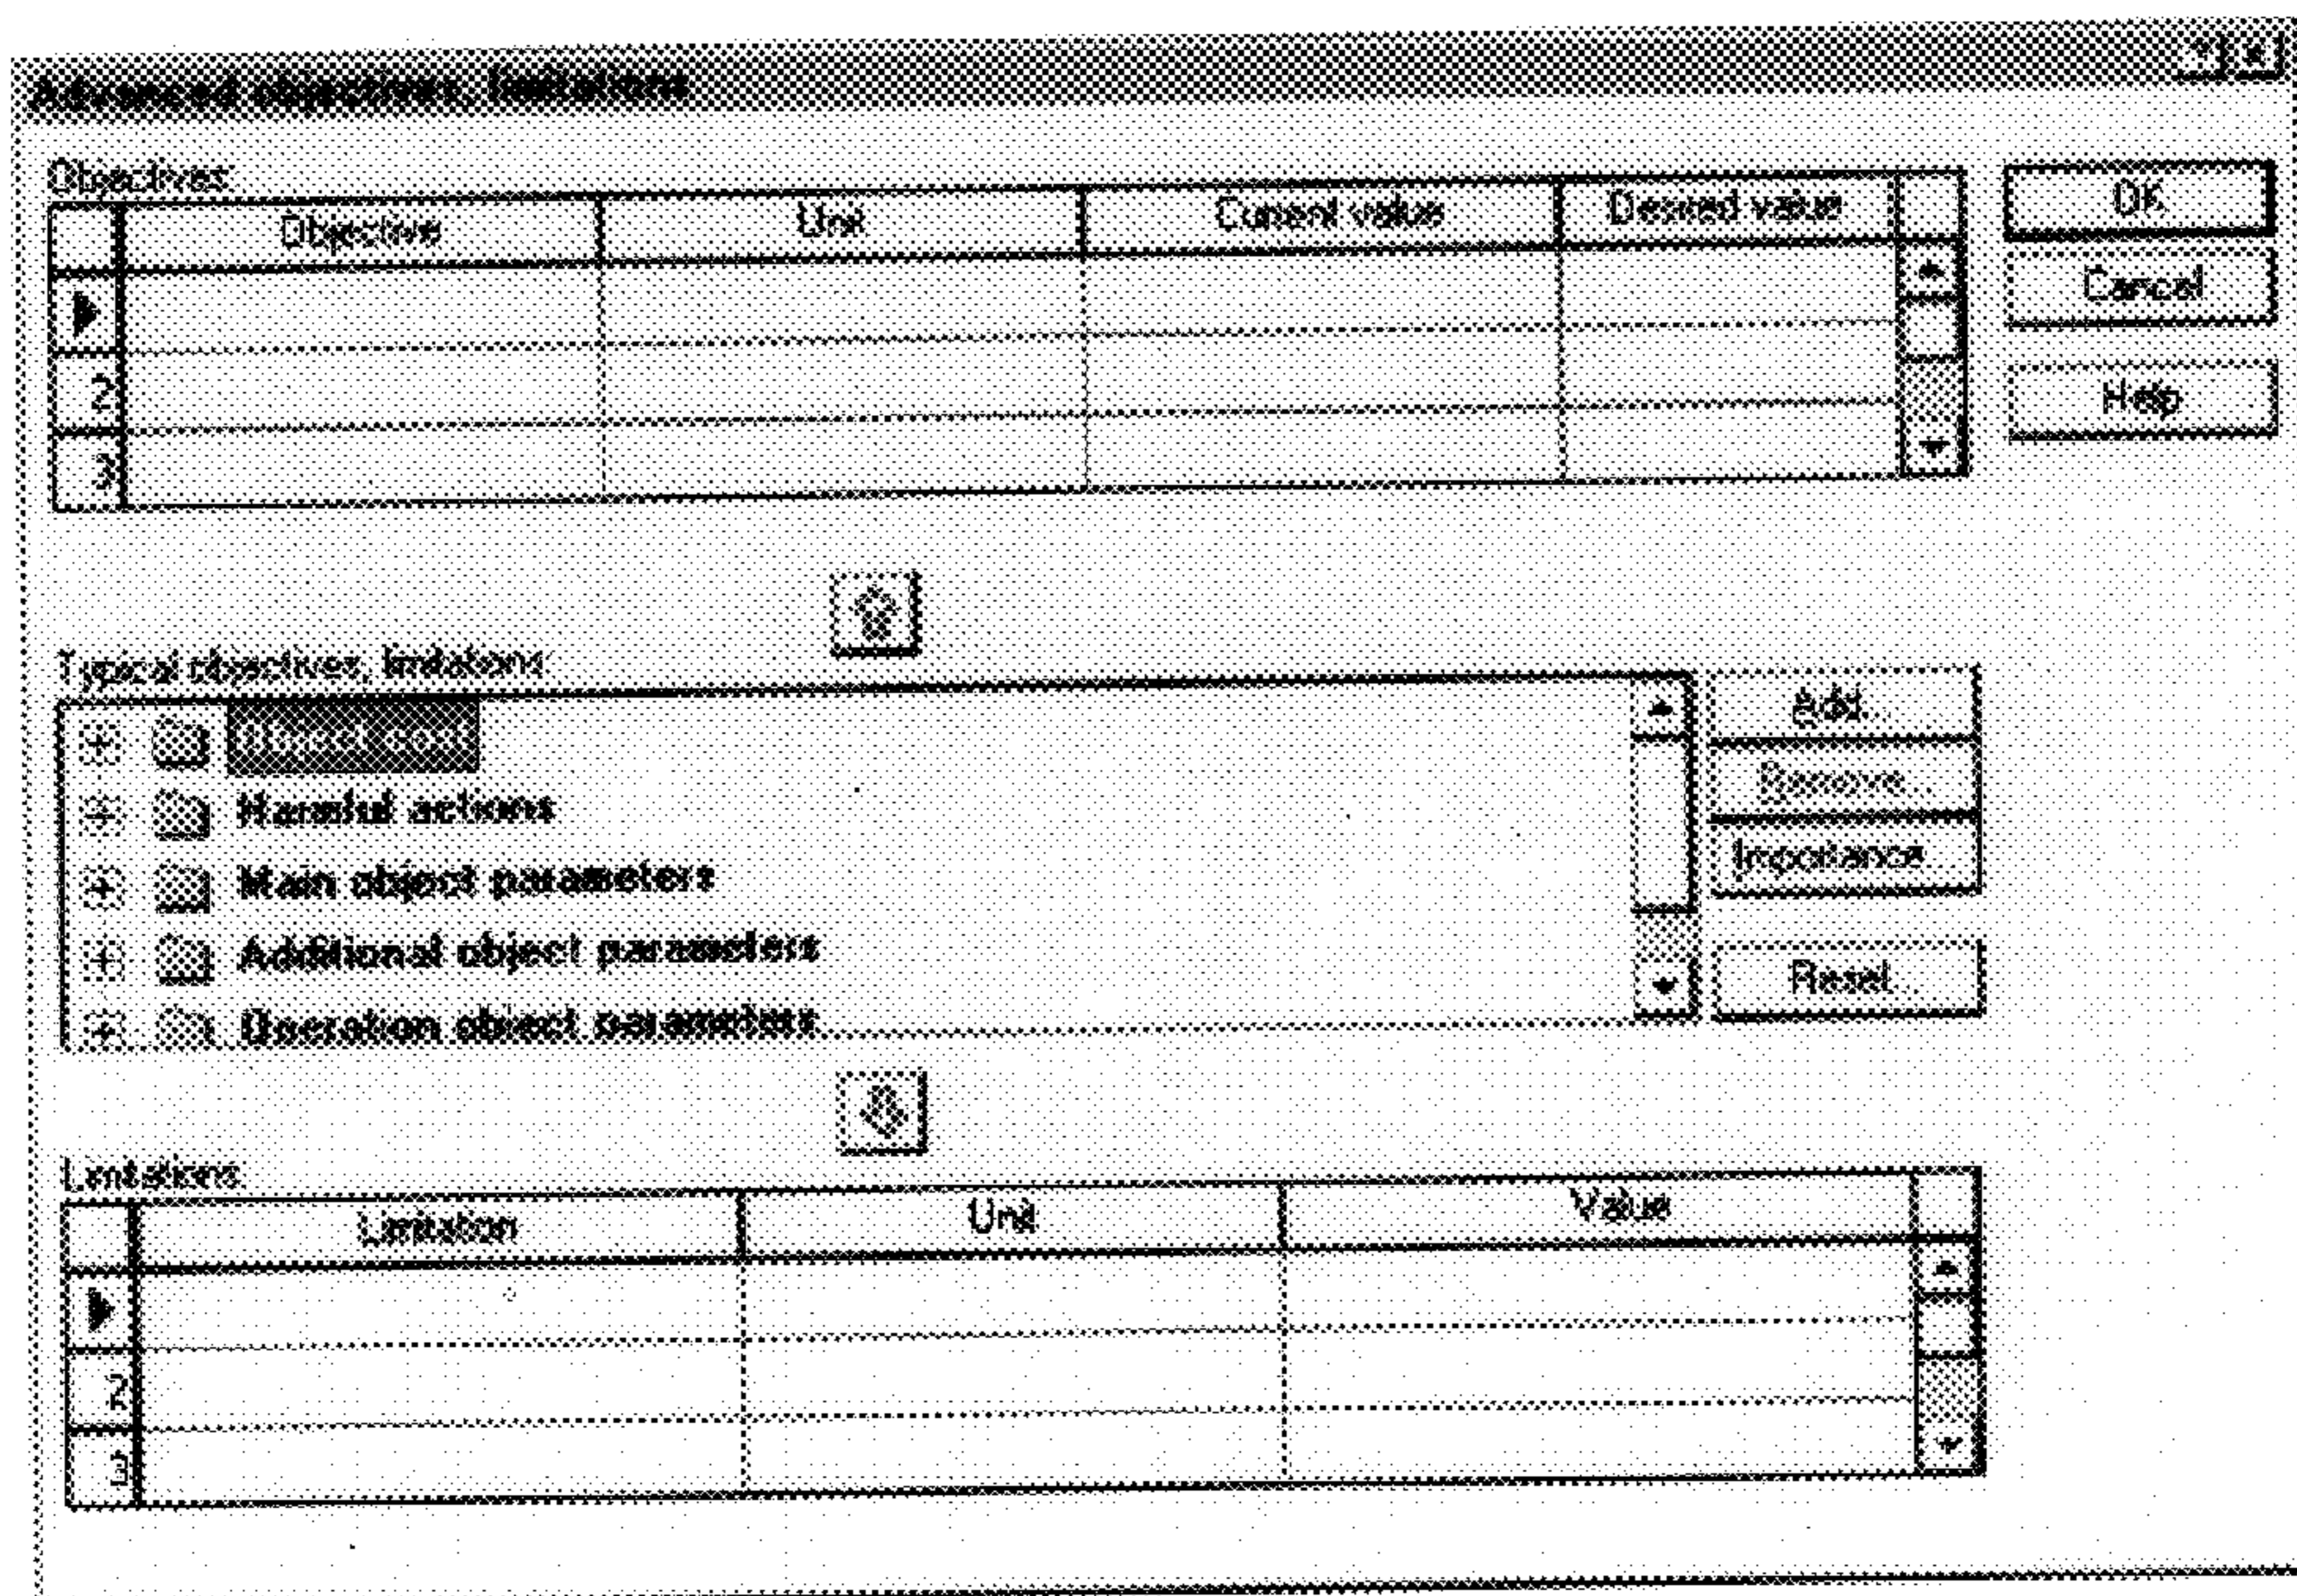 Advanced objectives, limitations
Objectives:
Objective Unit Current value Desired value
2
3
OK
Cancel
Help
Typical objectives, limitations:
Object cost
Harmful actions
Main object parameters
Additional object parameters
Operation object parameters
Add...
Remove...
Importance...
Reset...
Limitations:
Limitation Unit Value
2
3